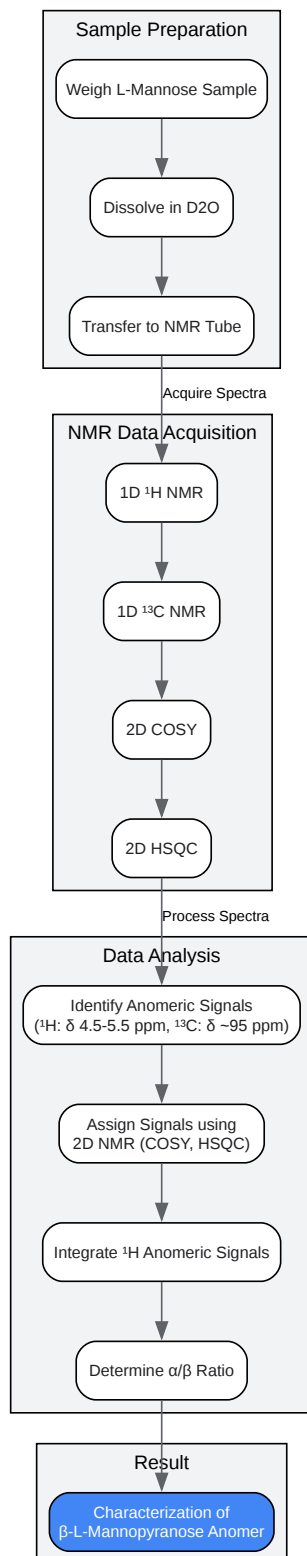 Sample Preparation
Weigh L-Mannose Sample
Dissolve in D2O
Transfer to NMR Tube
Acquire Spectra
NMR Data Acquisition
1D ¹H NMR
1D ¹³C NMR
2D COSY
2D HSQC
Process Spectra
Data Analysis
Identify Anomeric Signals
(¹H: δ 4.5-5.5 ppm, ¹³C: δ ~95 ppm)
Assign Signals using
2D NMR (COSY, HSQC)
Integrate ¹H Anomeric Signals
Determine α/β Ratio
Result
Characterization of
β-L-Mannopyranose Anomer